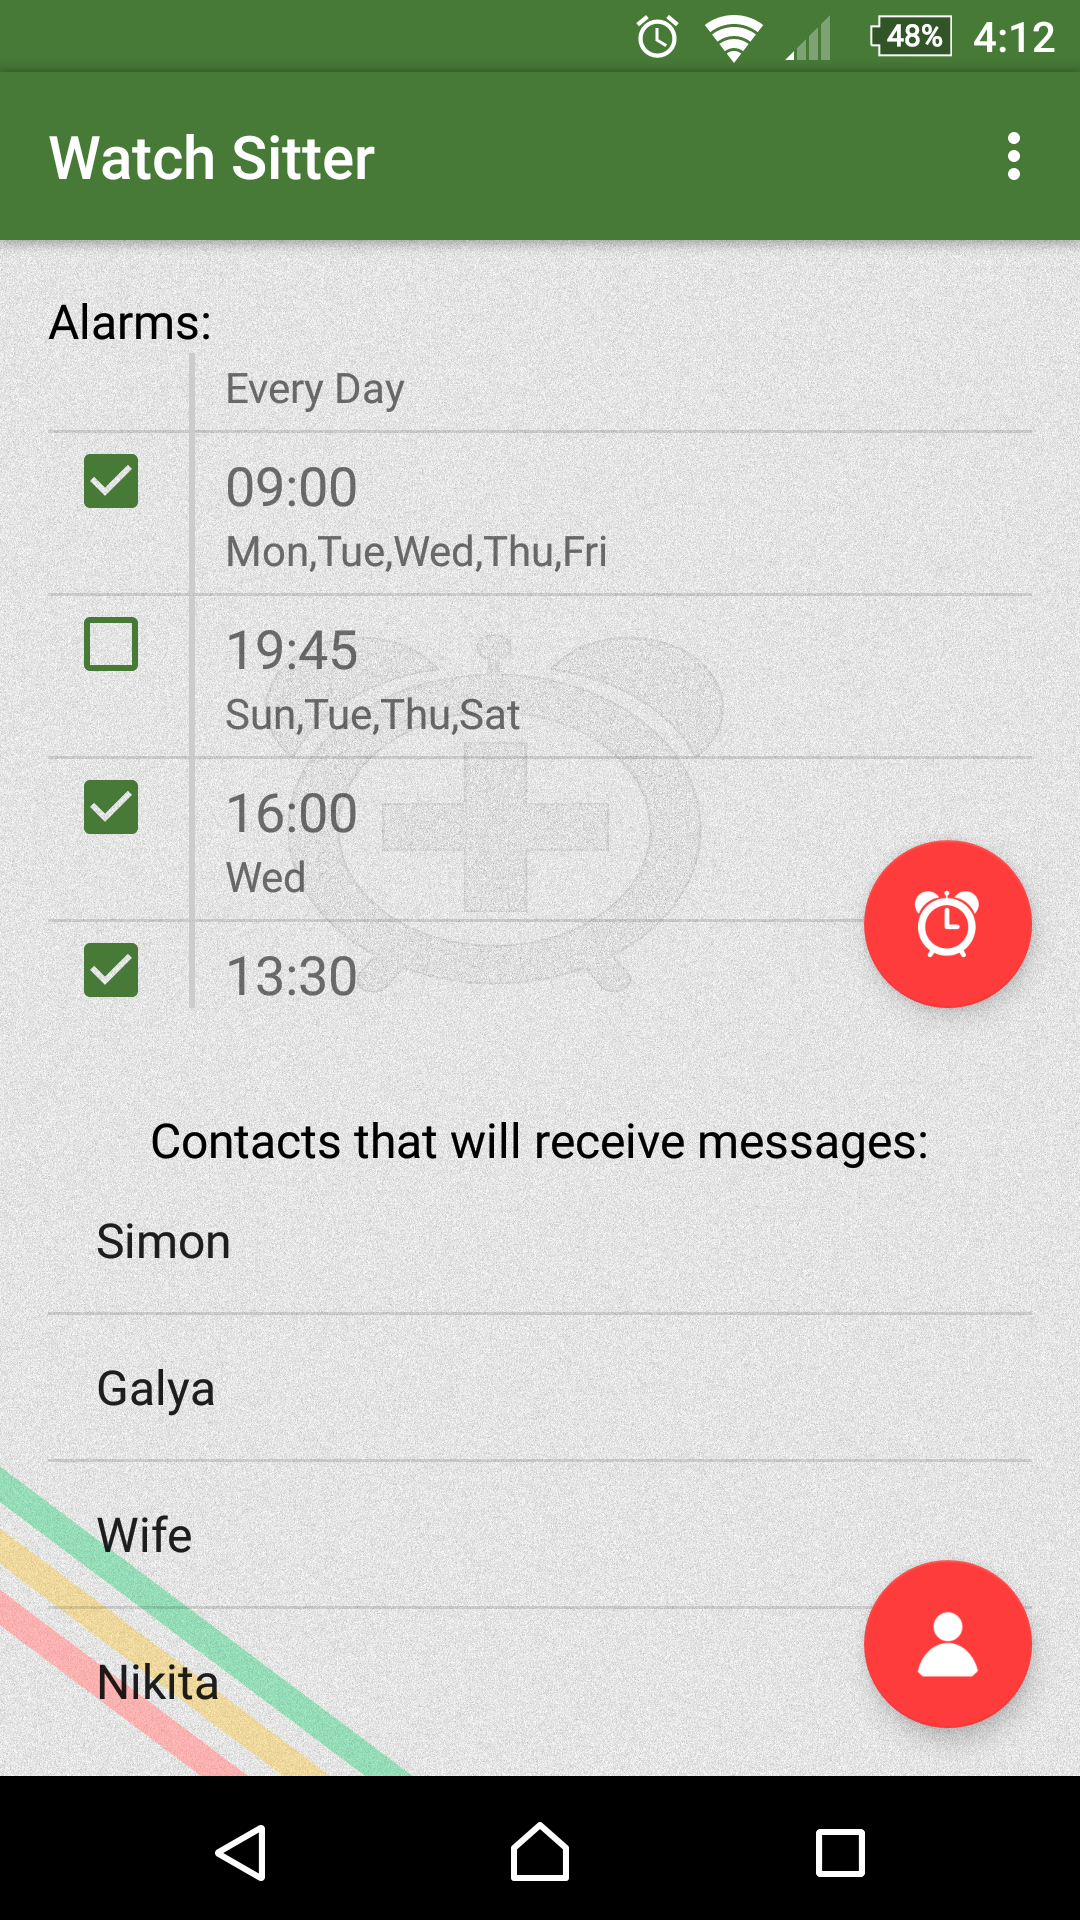 48% 4:12
Watch Sitter
Alarms:
Every Day
09:00
Mon,Tue,Wed,Thu,Fri
19:45
Sun,Tue,Thu,Sat
16:00
Wed
13:30
Contacts that will receive messages:
Simon
Galya
Wife
Nikita